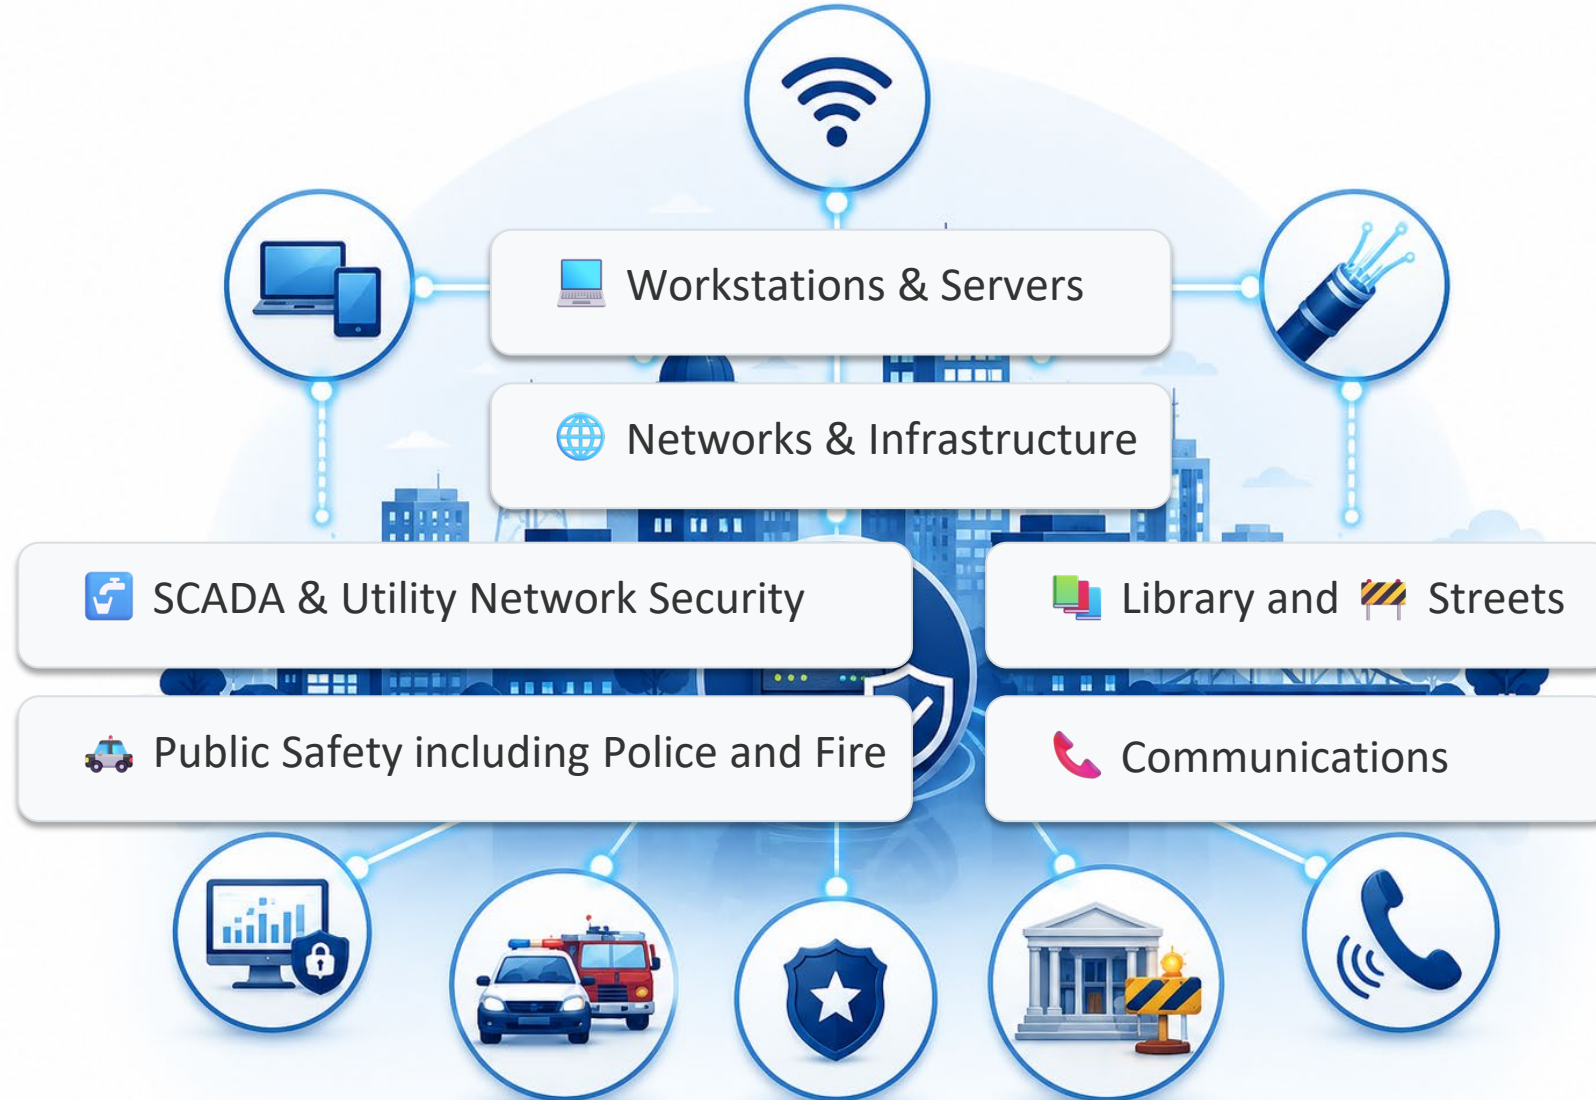 Workstations & Servers
Networks & Infrastructure
SCADA & Utility Network Security
Library and Streets
Public Safety including Police and Fire
Communications